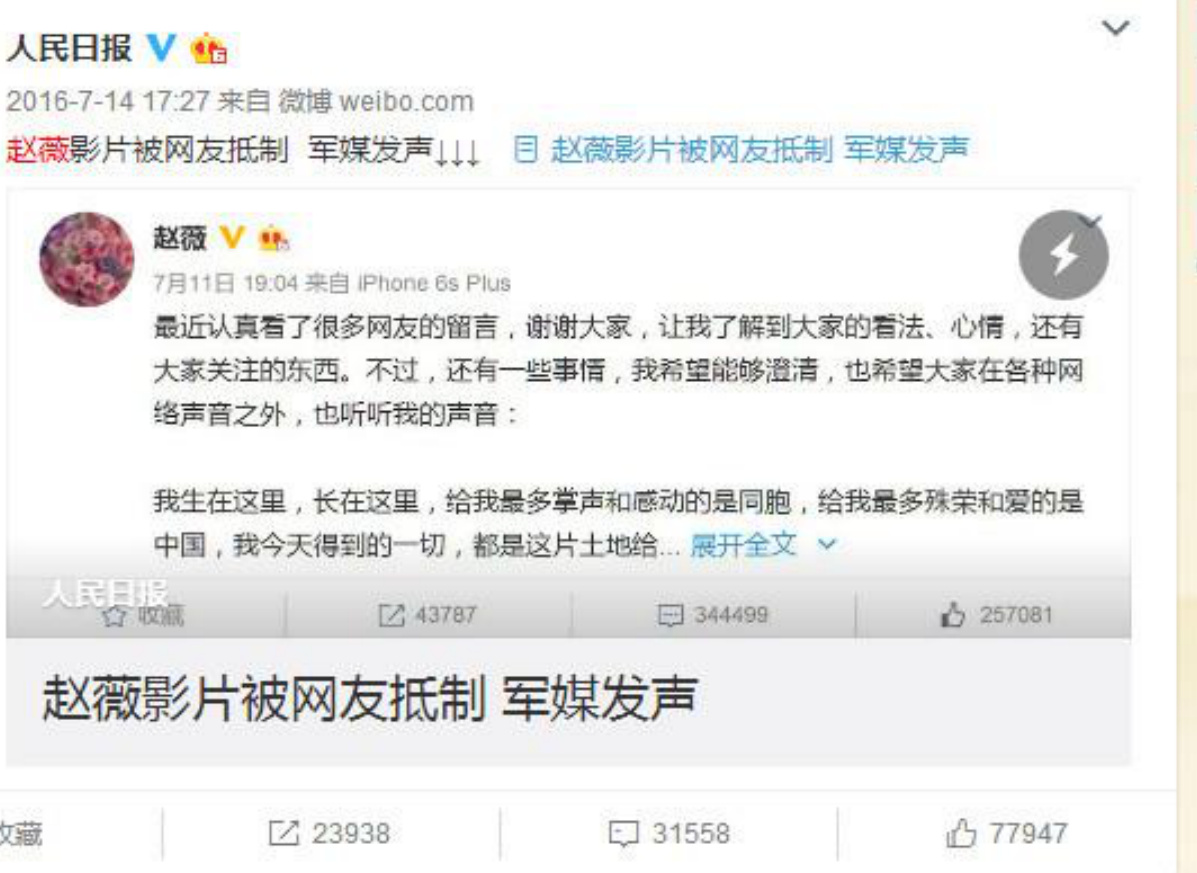 人民日报
2016-7-14 17:27 来自 微博 weibo.com
赵薇影片被网友抵制 军媒发声↓↓↓ 赵薇影片被网友抵制 军媒发声
赵薇
7月11日 19:04 来自 iPhone 6s Plus
最近认真看了很多网友的留言，谢谢大家，让我了解到大家的看法、心情，还有
大家关注的东西。不过，还有一些事情，我希望能够澄清，也希望大家在各种网
络声音之外，也听听我的声音：
我生在这里，长在这里，给我最多掌声和感动的是同胞，给我最多殊荣和爱的是
中国，我今天得到的一切，都是这片土地给... 展开全文
人民日报
收藏 43787 344499 257081
赵薇影片被网友抵制 军媒发声
收藏 23938 31558 77947